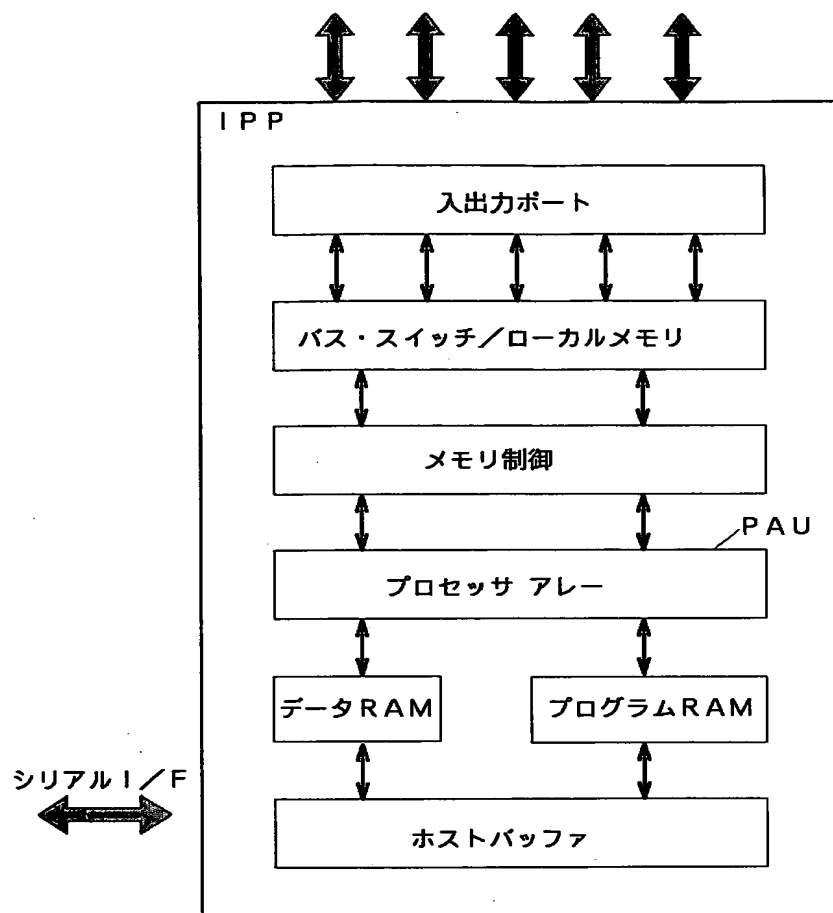 ＩＰＰ
入出力ポート
バス・スイッチ／ローカルメモリ
メモリ制御
ＰＡＵ
プロセッサ アレー
データＲＡＭ
プログラムＲＡＭ
シリアルＩ／Ｆ
ホストバッファ